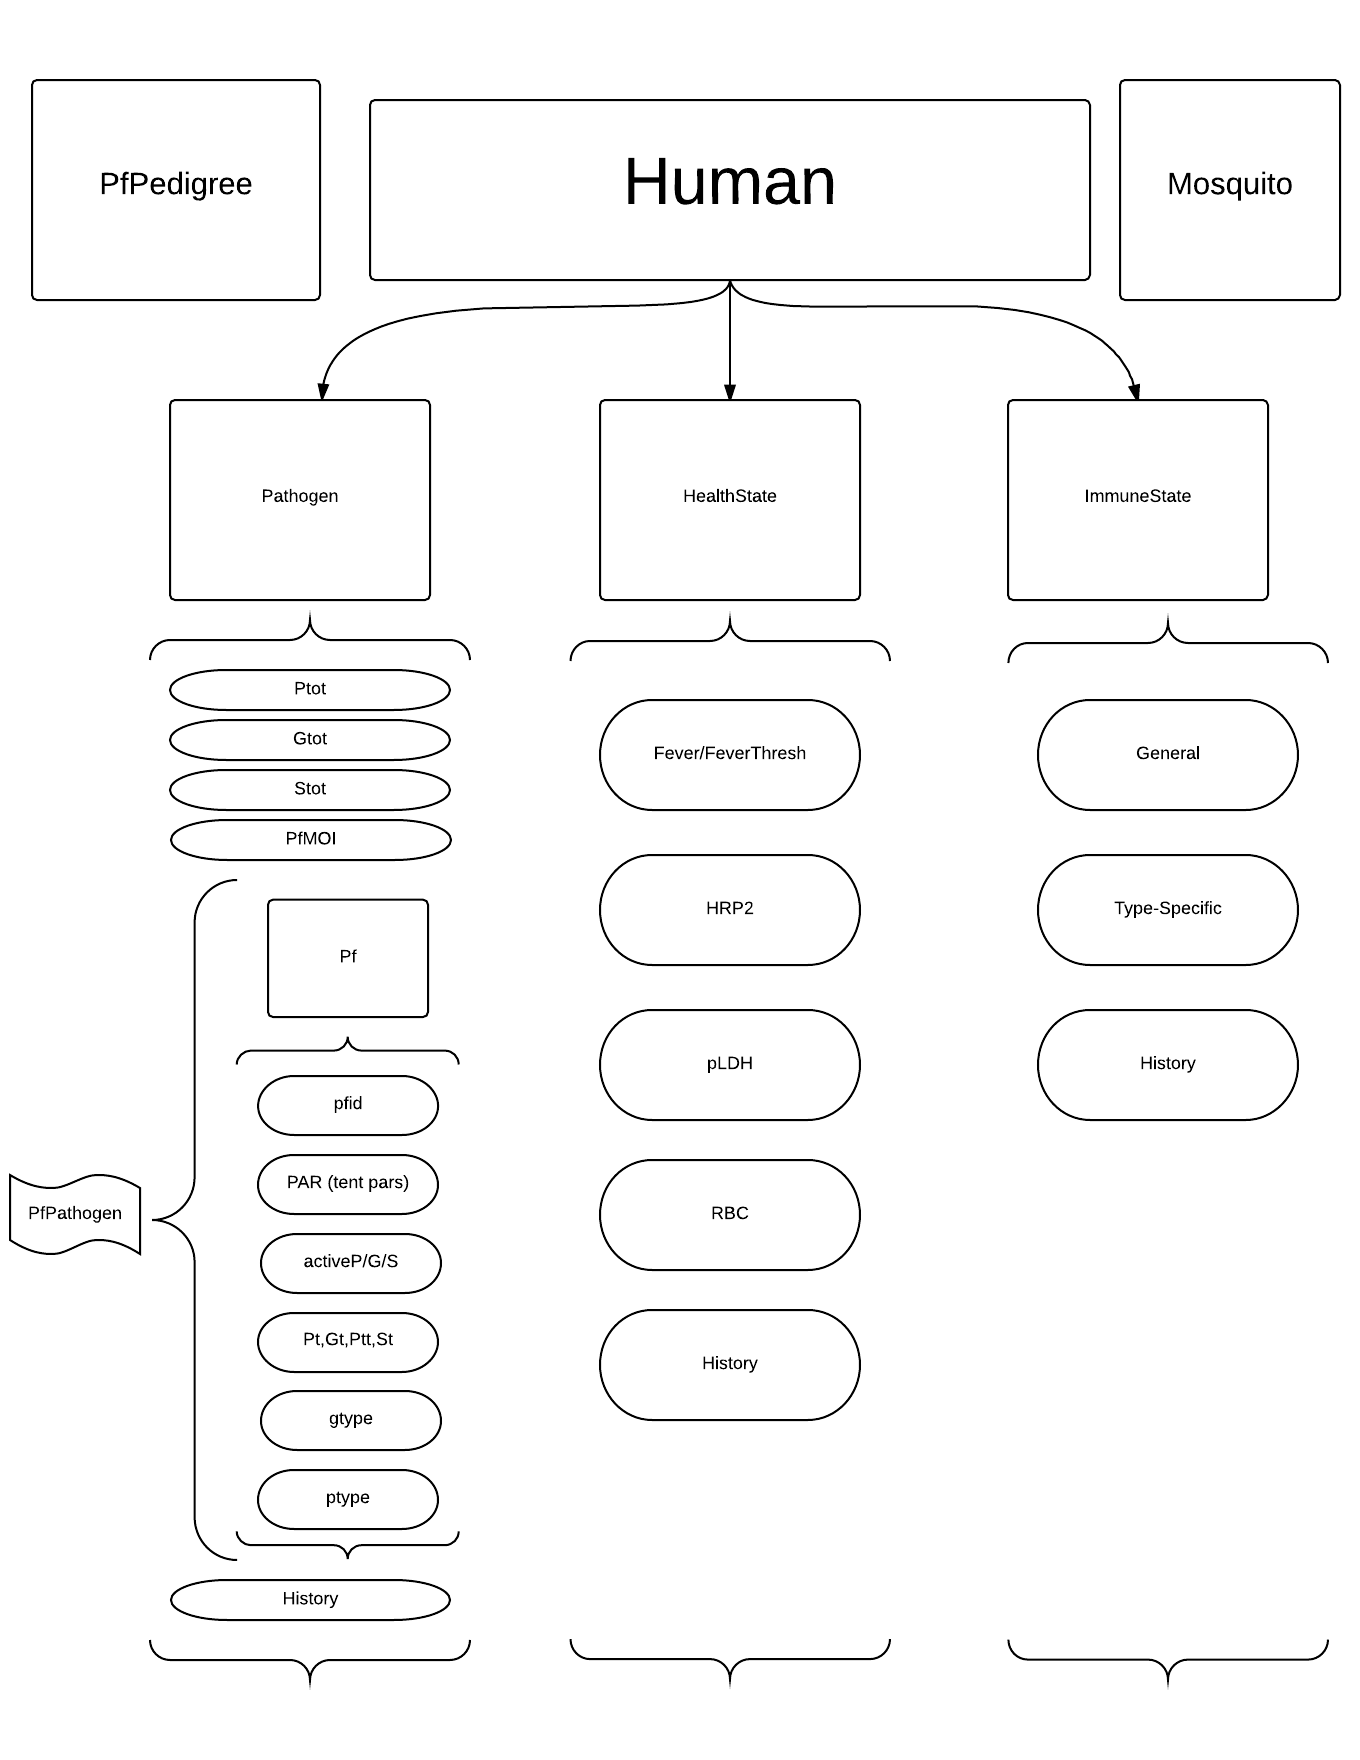 PfPedigree
Human
Mosquito
Pathogen
HealthState
ImmuneState
Ptot
Gtot
Stot
PfMOI
Pf
pfid
PAR (tent pars)
activeP/G/S
Pt,Gt,Ptt,St
gtype
ptype
History
PfPathogen
Fever/FeverThresh
HRP2
pLDH
RBC
History
General
Type-Specific
History